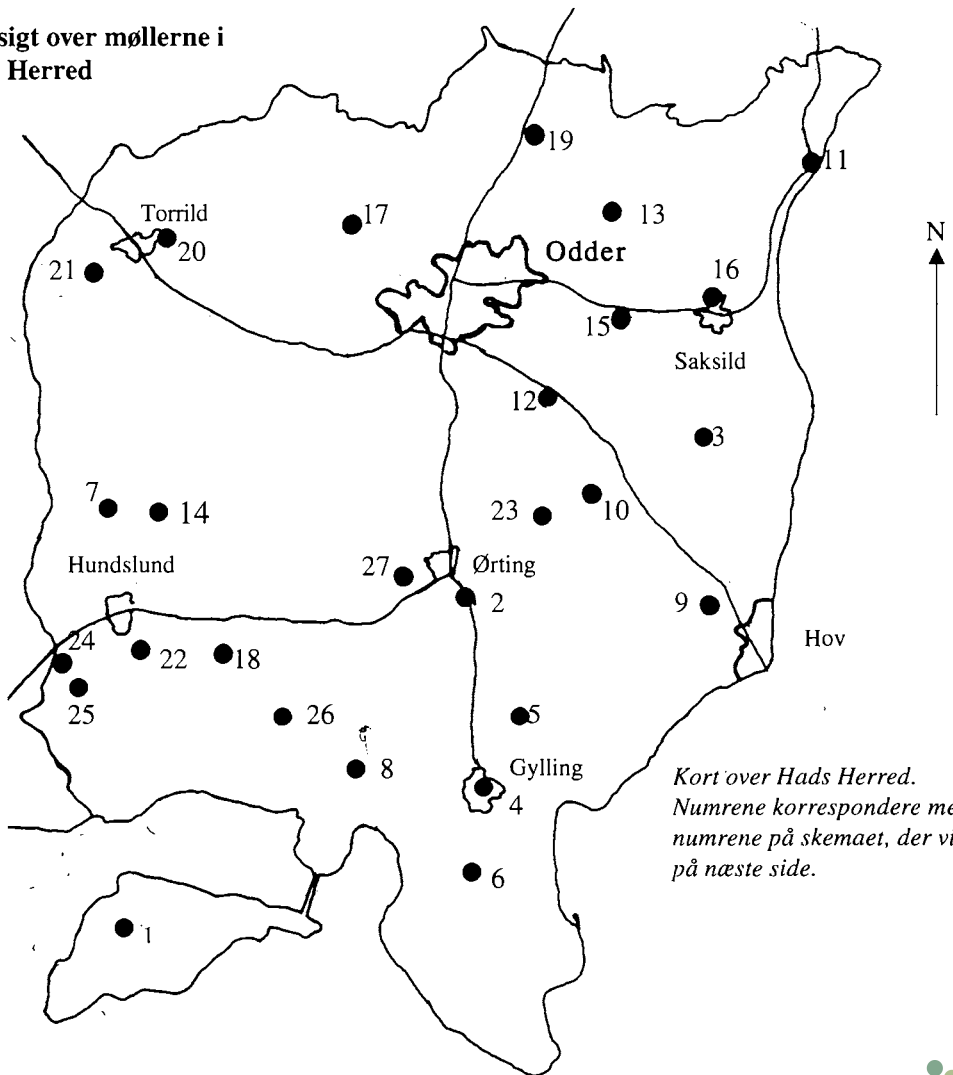 sigt over møllerne i
Herred
19
11
Torrild
17
13
N
20
Odder
21
16
15
Saksild
12
3
7
14
23
10
Hundslund
27
Ørting
2
9
24
22
18
Hov
25
26
5
8
Gylling
4
Kort over Hads Herred.
Numrene korrespondere me
numrene på skemaet, der vi
på næste side.
6
1